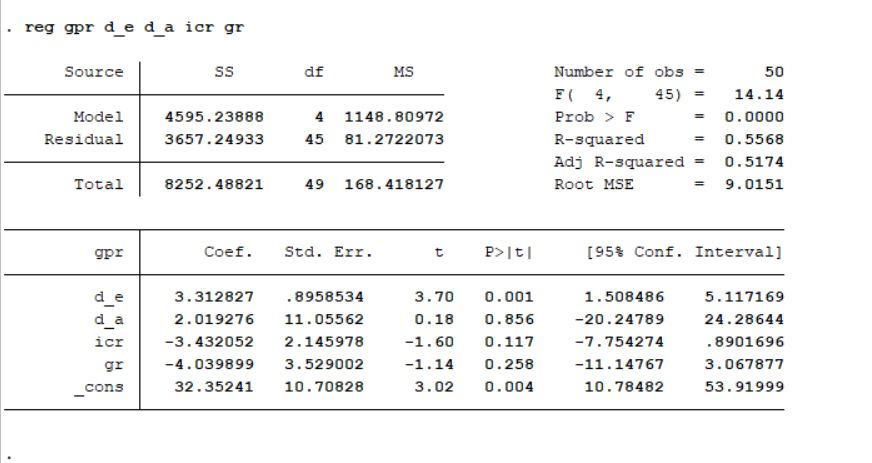 . reg gpr d_e d_a icr gr
Source SS df MS Number of obs = 50
F( 4, 45) = 14.14
Model 4595.23888 4 1148.80972 Prob > F = 0.0000
Residual 3657.24933 45 81.2722073 R-squared = 0.5568
Adj R-squared = 0.5174
Total 8252.48821 49 168.418127 Root MSE = 9.0151
gpr Coef. Std. Err. t P>|t| [95% Conf. Interval]
d_e 3.312827 .8958534 3.70 0.001 1.508486 5.117169
d_a 2.019276 11.05562 0.18 0.856 -20.24789 24.28644
icr -3.432052 2.145978 -1.60 0.117 -7.754274 .8901696
gr -4.039899 3.529002 -1.14 0.258 -11.14767 3.067877
_cons 32.35241 10.70828 3.02 0.004 10.78482 53.91999
.